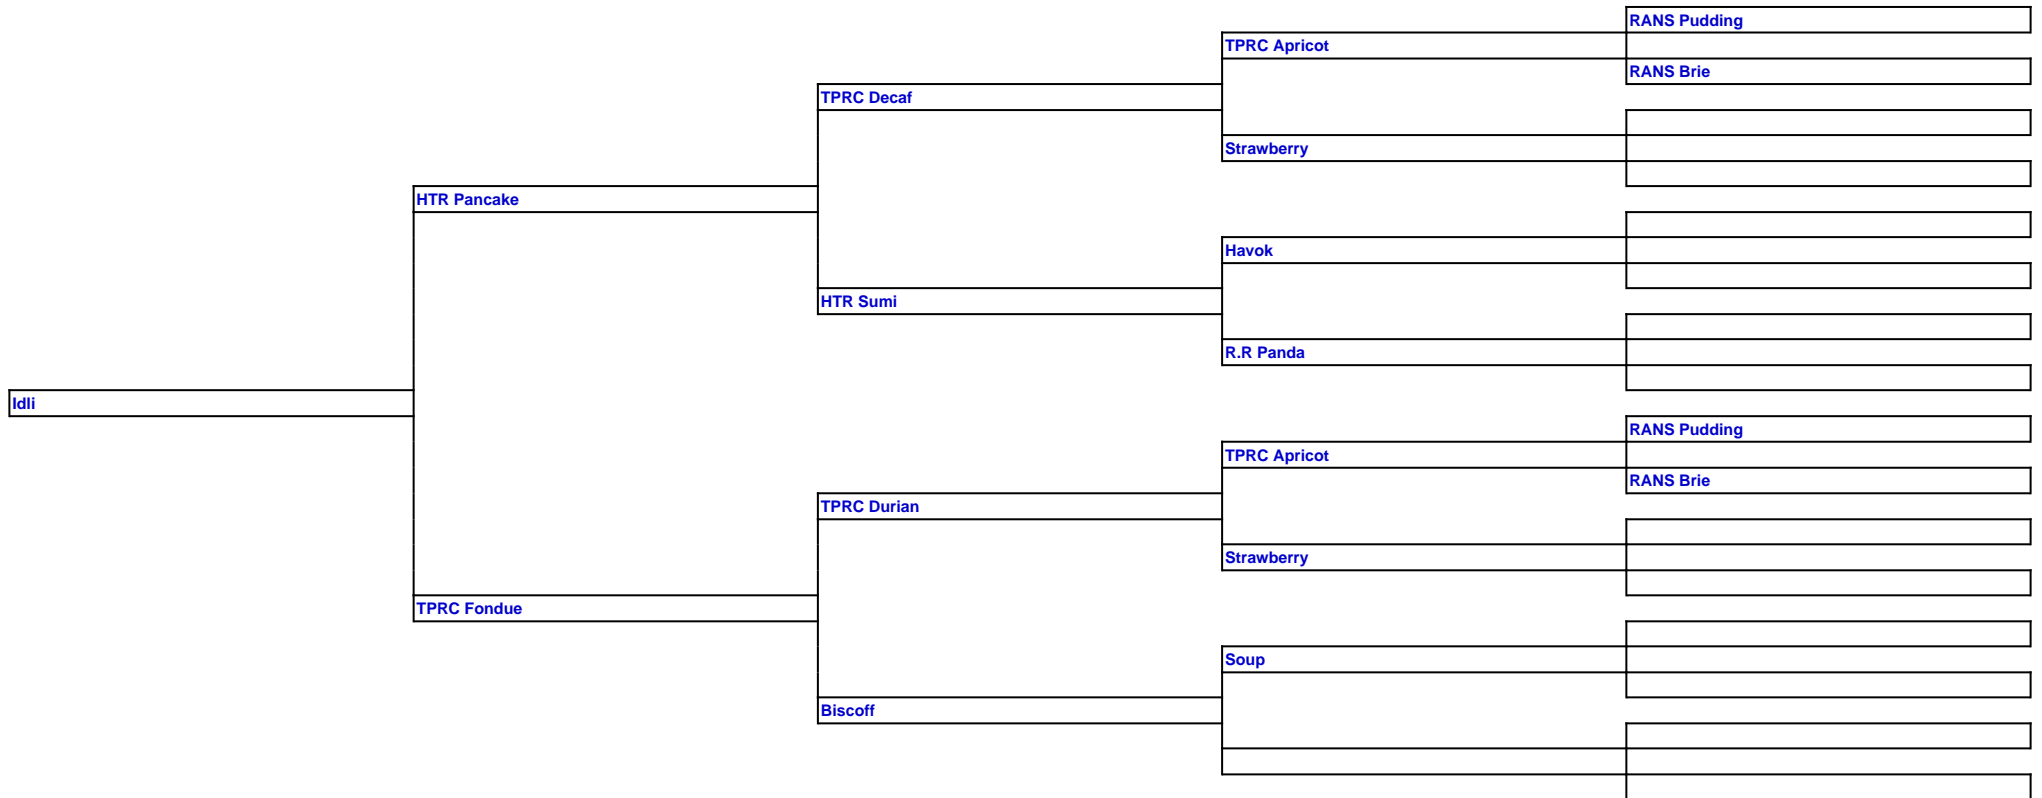 RANS Pudding
TPRC Apricot
RANS Brie
TPRC Decaf
Strawberry
HTR Pancake
Havok
HTR Sumi
R.R Panda
Idli
RANS Pudding
TPRC Apricot
RANS Brie
TPRC Durian
Strawberry
TPRC Fondue
Soup
Biscoff